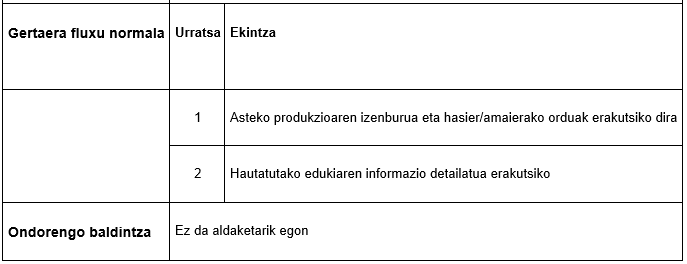 Gertaera fluxu normala Urratsa Ekintza
1 Asteko produkzioaren izenburua eta hasier/amaierako orduak erakutsiko dira
2 Hautatutako edukiaren informazio detailatua erakutsiko
Ondorengo baldintza Ez da aldaketarik egon